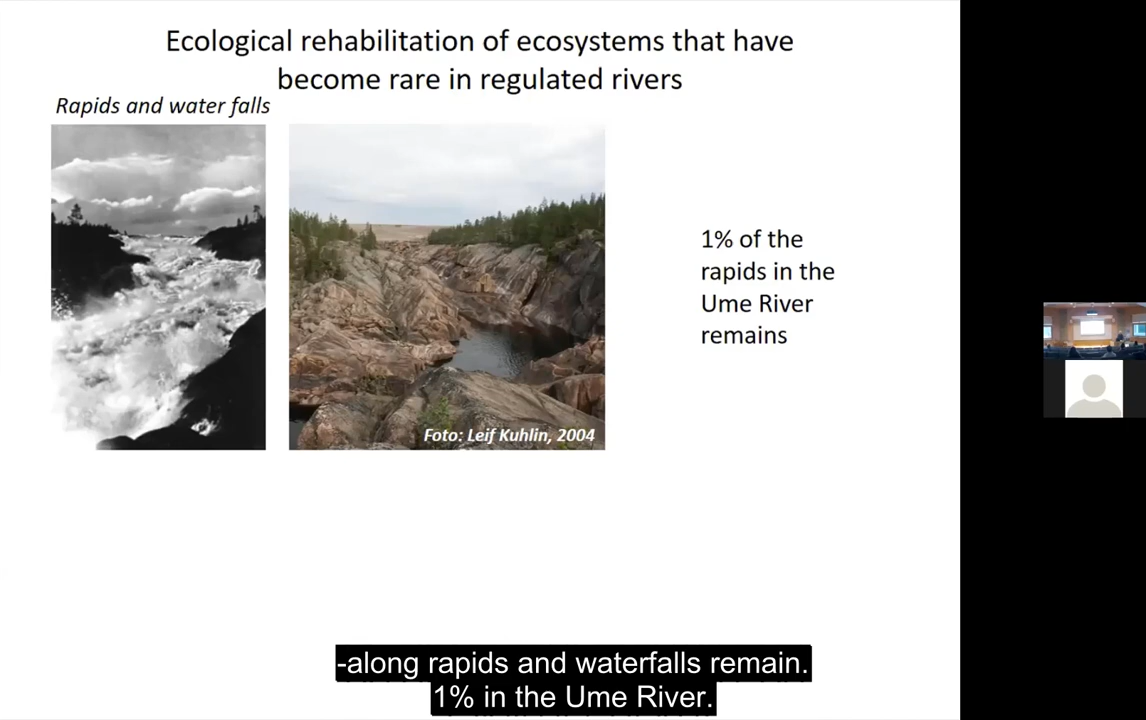 Ecological rehabilitation of ecosystems that have
become rare in regulated rivers
Rapids and water falls
1% of the
rapids in the
Ume River
remains
Foto: Leif Kuhlin, 2004
-along rapids and waterfalls remain.
1% in the Ume River.